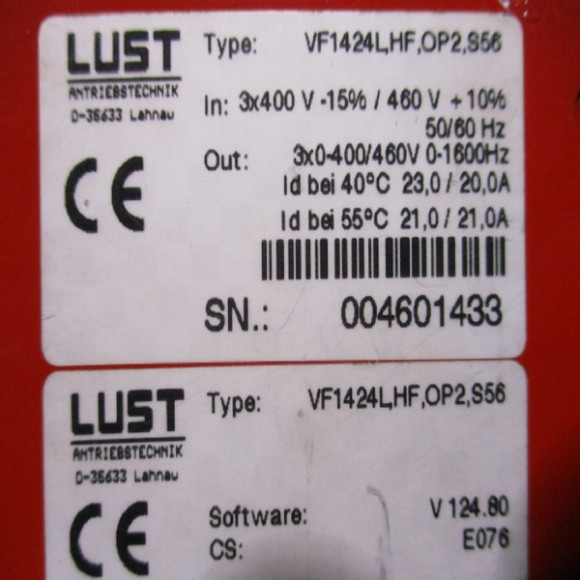 LUST
ANTRIEBSTECHNIK
D-35633 Lahnau
CE
Type: VF1424L,HF,OP2,S56
In: 3x400 V -15% / 460 V +10%
50/60 Hz
Out: 3x0-400/460V 0-1600Hz
Id bei 40°C 23,0 / 20,0A
Id bei 55°C 21,0 / 21,0A
SN.: 004601433
LUST
ANTRIEBSTECHNIK
D-35633 Lahnau
CE
Type: VF1424L,HF,OP2,S56
Software: V 124.80
CS: E076